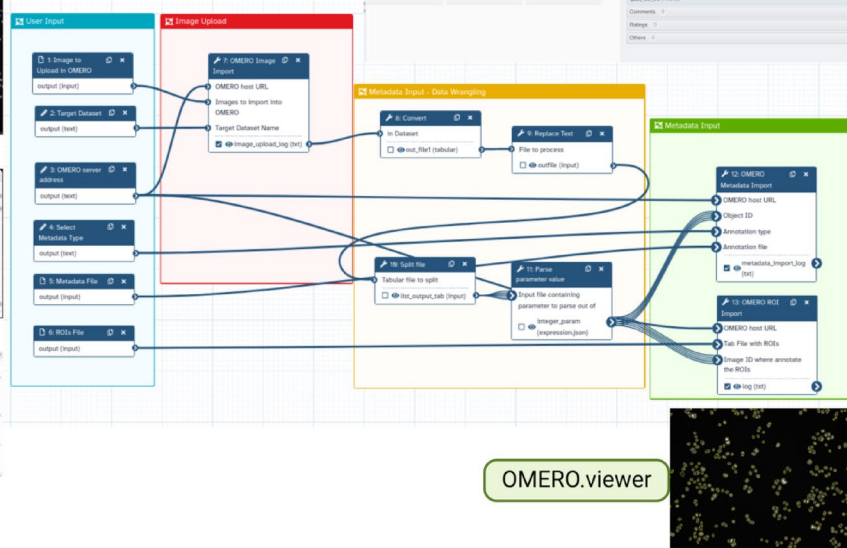 Comments 0
Ratings 0
Others 0
User Input
Image Upload
1: Image to
Upload in OMERO
output (input)
2: Target Dataset
output (text)
3: OMERO server
address
output (text)
4: Select
Metadata Type
output (text)
5: Metadata File
output (input)
6: ROIs File
output (input)
7: OMERO Image
Import
OMERO host URL
Images to import into
OMERO
Target Dataset Name
image_upload_log (txt)
Metadata Input - Data Wrangling
8: Convert
In Dataset
out_file1 (tabular)
9: Replace Text
File to process
outfile (input)
10: Split file
Tabular file to split
list_output_tab (input)
11: Parse
parameter value
Input file containing
parameter to parse out of
integer_param
(expression.json)
Metadata Input
12: OMERO
Metadata Import
OMERO host URL
Object ID
Annotation type
Annotation file
metadata_import_log
(txt)
13: OMERO ROI
Import
OMERO host URL
Tab File with ROIs
Image ID where annotate
the ROIs
log (txt)
OMERO.viewer